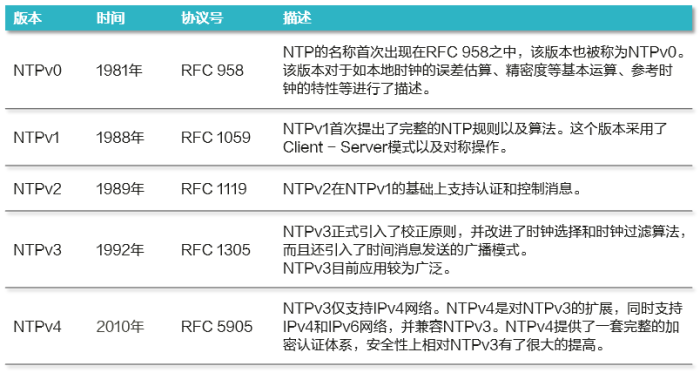 版本 时间 协议号 描述
NTP的名称首次出现在RFC 958之中，该版本也被称为NTPv0。
NTPv0 1981年 RFC 958 该版本对于如本地时钟的误差估算、精密度等基本运算、参考时
钟的特性等进行了描述。
NTPv1 1988年 RFC 1059 NTPv1首次提出了完整的NTP规则以及算法。这个版本采用了
Client – Server模式以及对称操作。
NTPv2 1989年 RFC 1119 NTPv2在NTPv1的基础上支持认证和控制消息。
NTPv3正式引入了校正原则，并改进了时钟选择和时钟过滤算法，
NTPv3 1992年 RFC 1305 而且还引入了时间消息发送的广播模式。
NTPv3目前应用较为广泛。
NTPv3仅支持IPv4网络。NTPv4是对NTPv3的扩展，同时支持
NTPv4 2010年 RFC 5905 IPv4和IPv6网络，并兼容NTPv3。NTPv4提供了一套完整的加
密认证体系，安全性上相对NTPv3有了很大的提高。